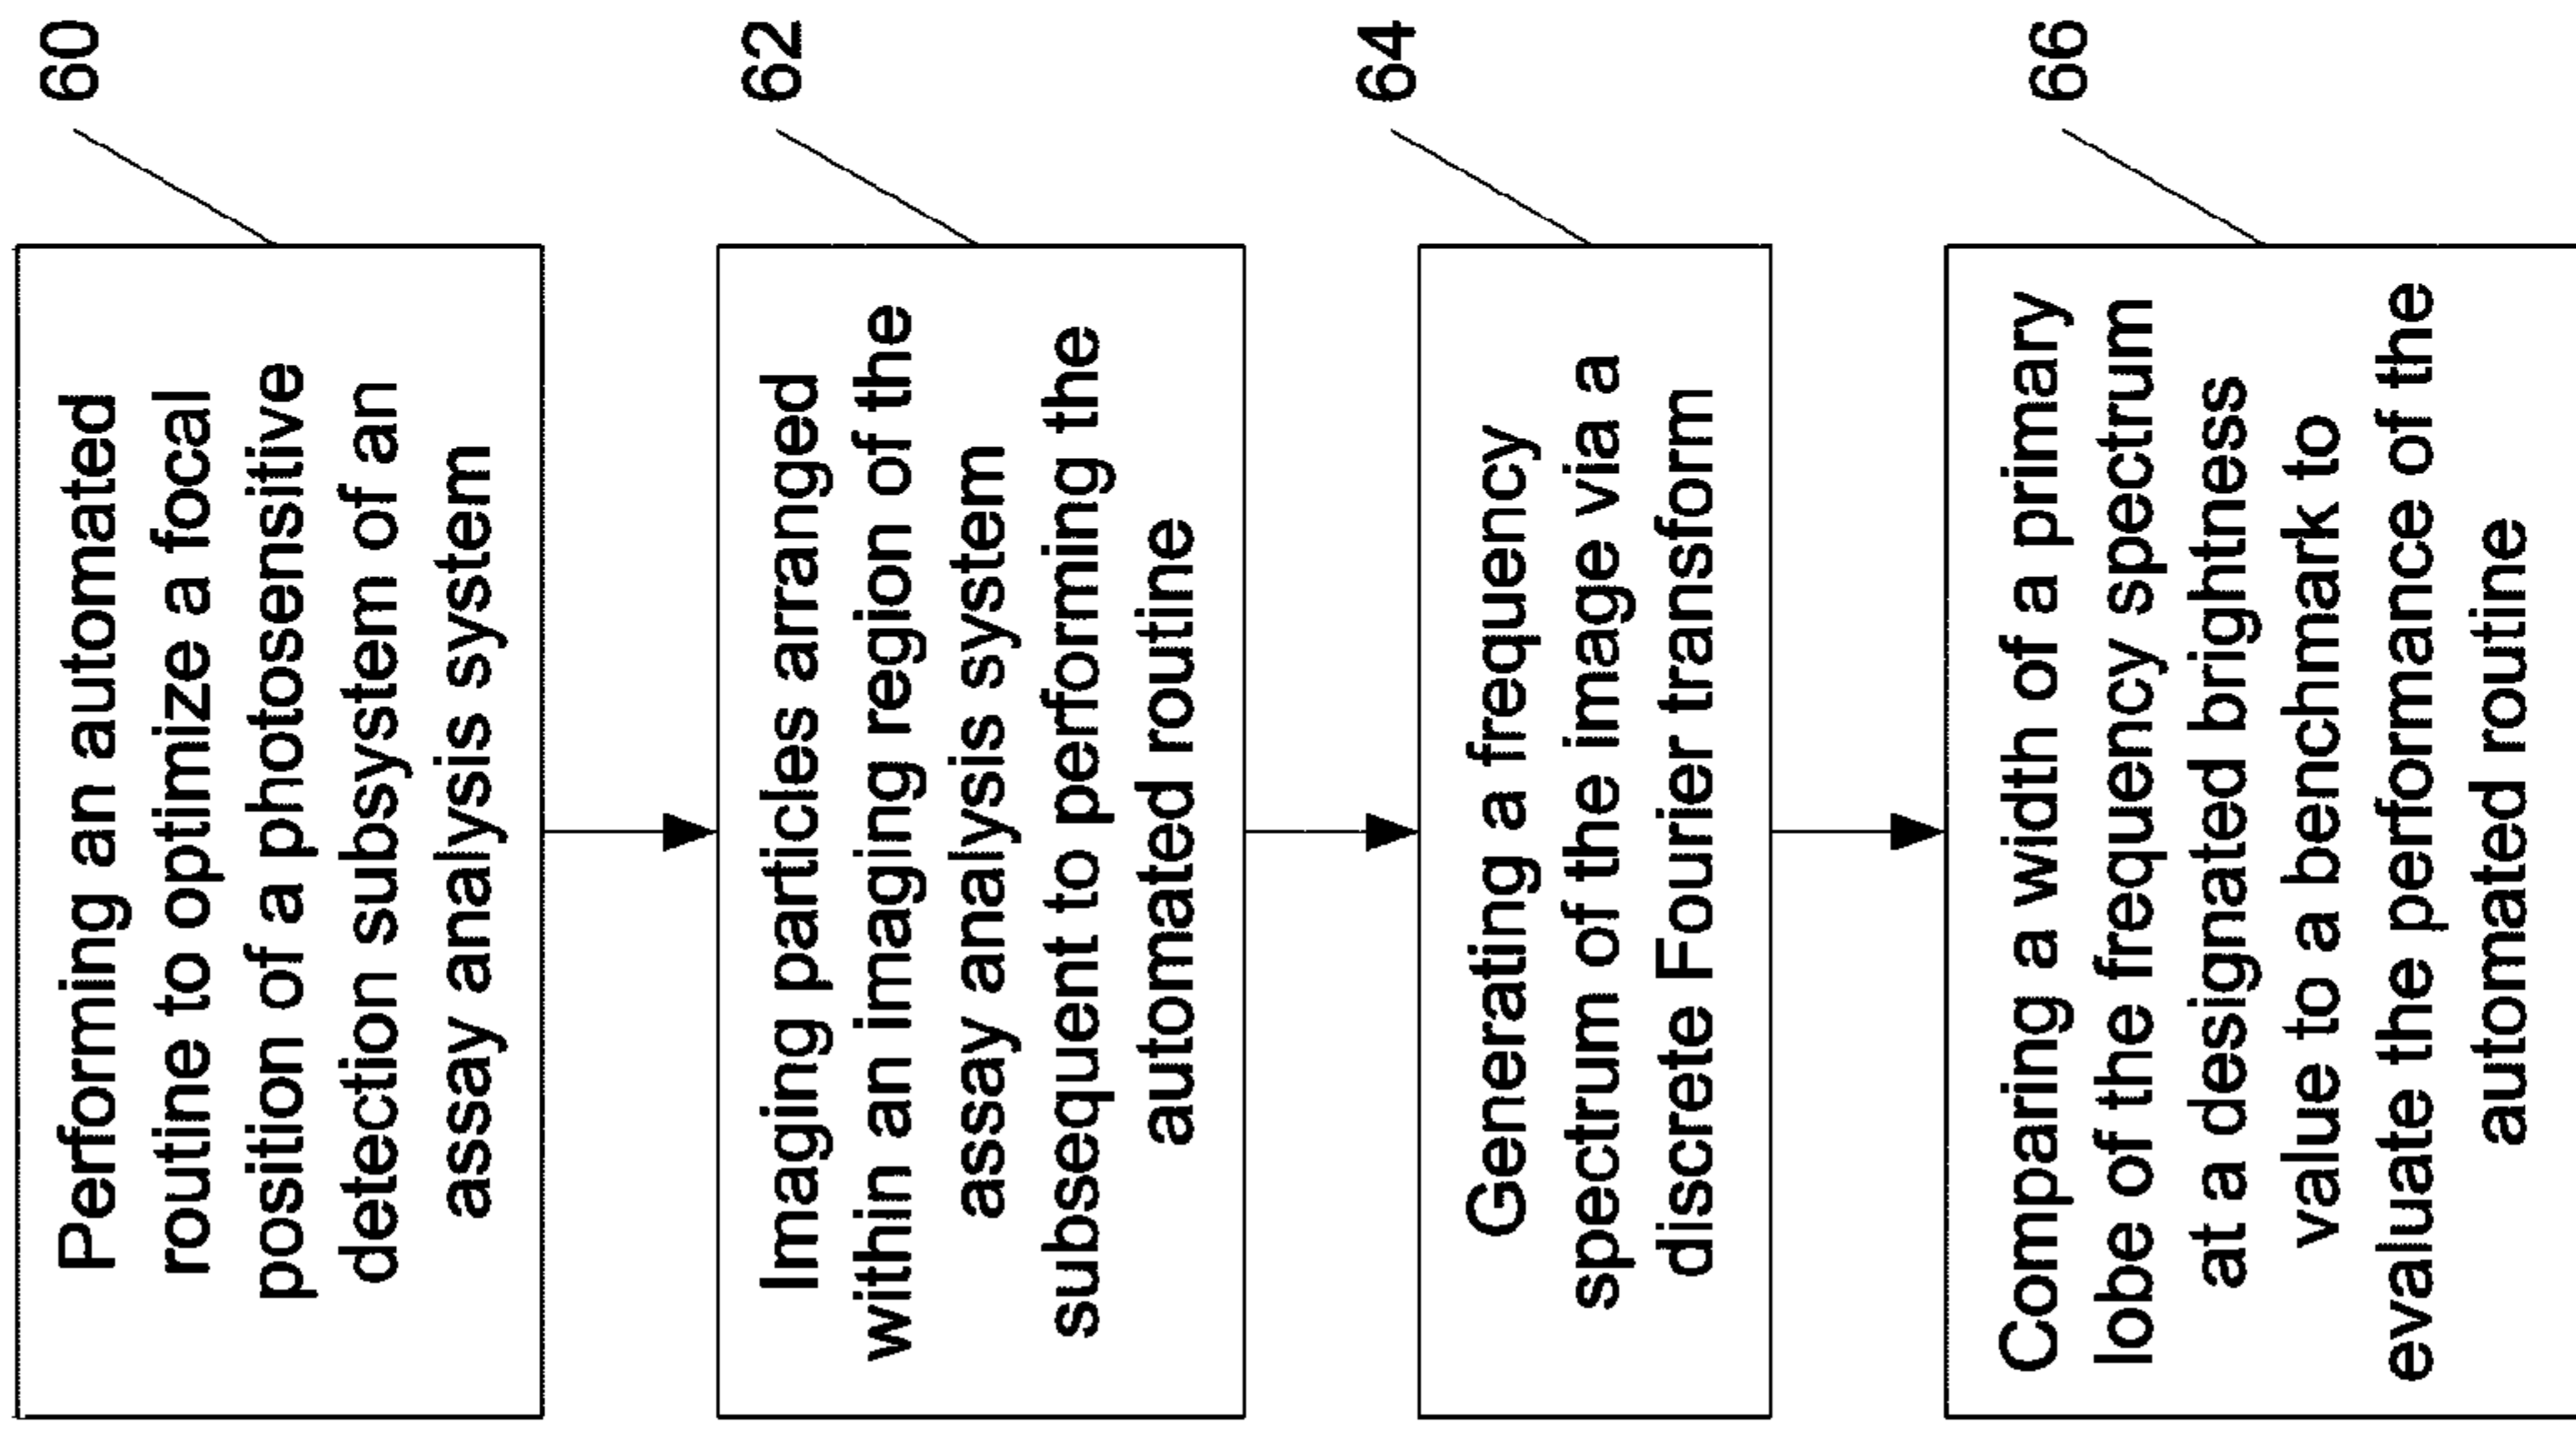 Performing an automated
routine to optimize a focal
position of a photosensitive
detection subsystem of an
assay analysis system
60
Imaging particles arranged
within an imaging region of the
assay analysis system
subsequent to performing the
automated routine
62
Generating a frequency
spectrum of the image via a
discrete Fourier transform
64
Comparing a width of a primary
lobe of the frequency spectrum
at a designated brightness
value to a benchmark to
evaluate the performance of the
automated routine
66